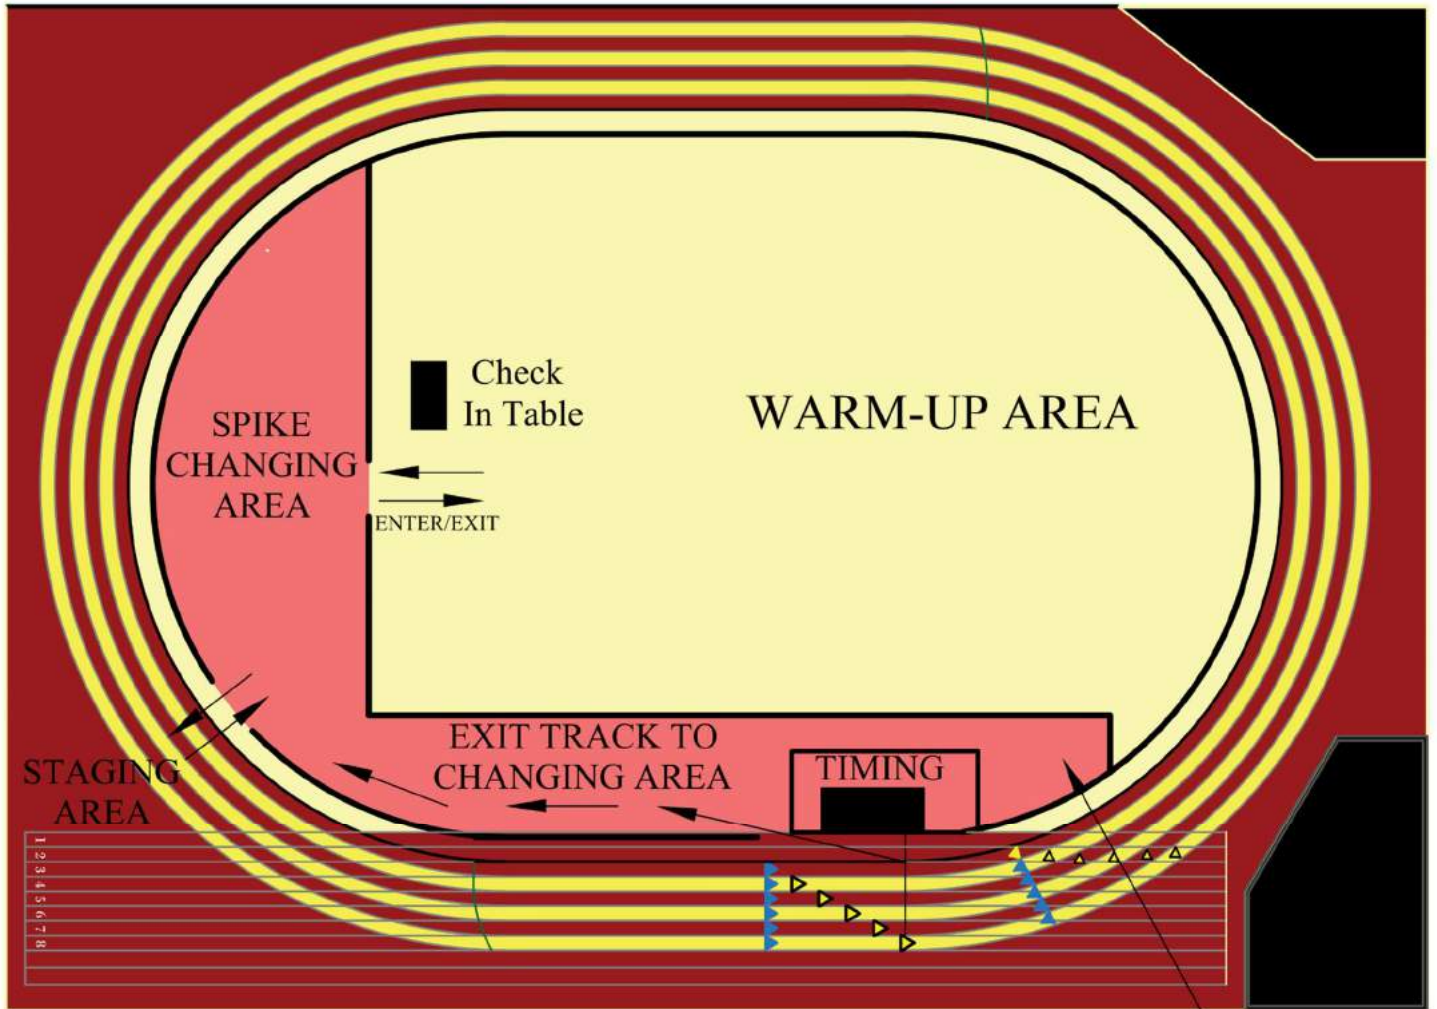 Check
In Table
WARM-UP AREA
SPIKE
CHANGING
AREA
ENTER/EXIT
EXIT TRACK TO
CHANGING AREA
TIMING
STAGING
AREA
1
2
3
4
5
6
7
8